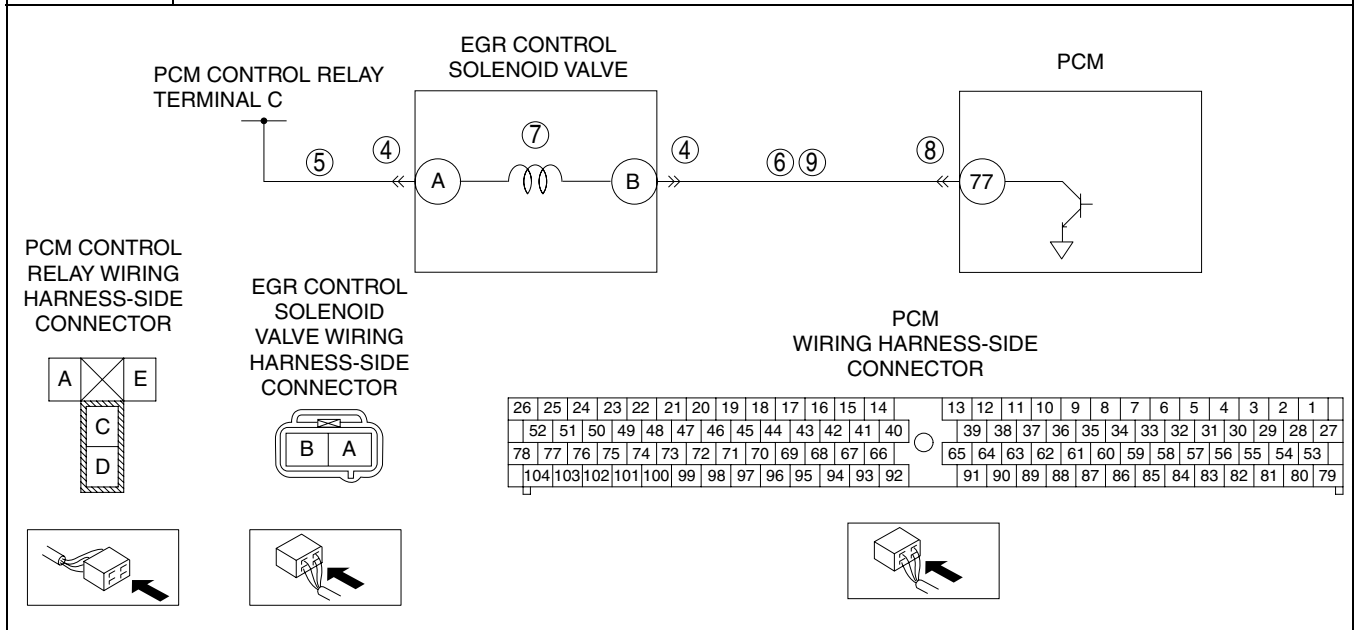 EGR CONTROL
SOLENOID VALVE
PCM
PCM CONTROL RELAY
TERMINAL C
⑤
④
A
⑦
B
④
⑥ ⑨
⑧
77
PCM CONTROL
RELAY WIRING
HARNESS-SIDE
CONNECTOR
A E
C
D
EGR CONTROL
SOLENOID
VALVE WIRING
HARNESS-SIDE
CONNECTOR
B A
PCM
WIRING HARNESS-SIDE
CONNECTOR
26 25 24 23 22 21 20 19 18 17 16 15 14 13 12 11 10 9 8 7 6 5 4 3 2 1
52 51 50 49 48 47 46 45 44 43 42 41 40 39 38 37 36 35 34 33 32 31 30 29 28 27
78 77 76 75 74 73 72 71 70 69 68 67 66 65 64 63 62 61 60 59 58 57 56 55 54 53
104 103 102 101 100 99 98 97 96 95 94 93 92 91 90 89 88 87 86 85 84 83 82 81 80 79